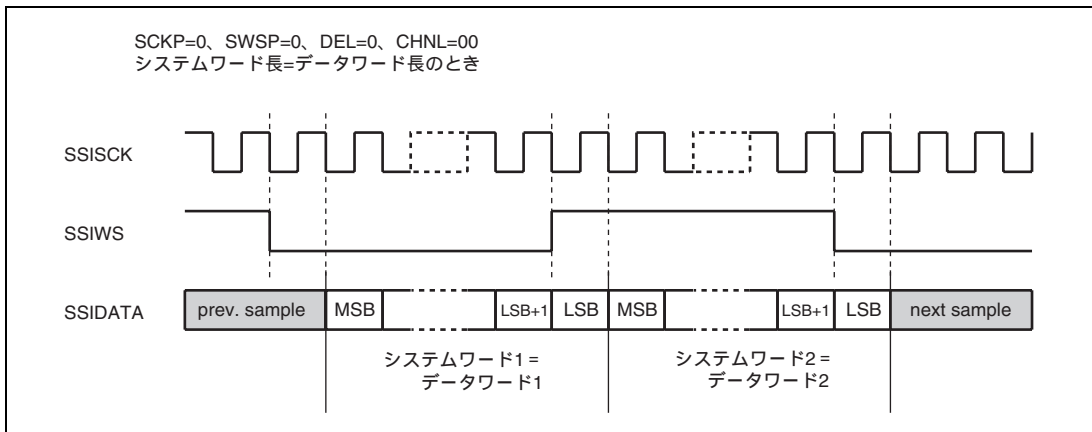 SCKP=0、SWSP=0、DEL=0、CHNL=00
システムワード長=データワード長のとき
SSISCK
SSIWS
SSIDATA
prev. sample
MSB
LSB+1
LSB
MSB
LSB+1
LSB
next sample
システムワード1 =
データワード1
システムワード2 =
データワード2